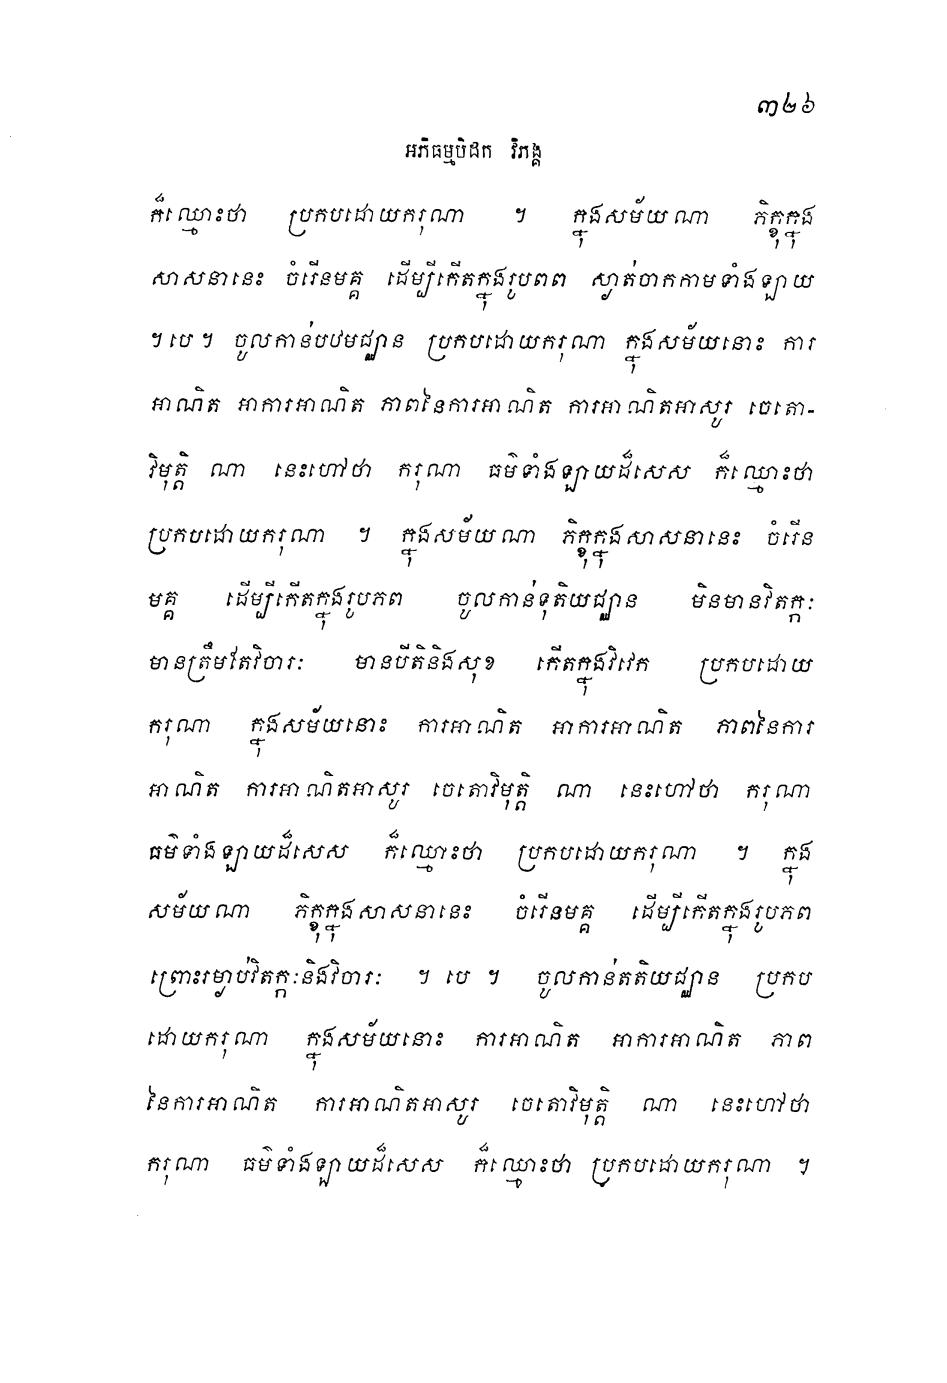 ៣២៦
អភិធម្មបិដក វិភង្គ
ក៏ឈ្មោះថា ប្រកបដោយករុណា ។ ក្នុងសម័យណា ភិក្ខុក្នុង
សាសនានេះ ចំរើនមគ្គ ដើម្បីកើតក្នុងរូបភព ស្ងាត់ចាកកាមទាំងឡាយ
។ បេ ។ ចូលកាន់បឋមជ្ឈាន ប្រកបដោយករុណា ក្នុងសម័យនោះ ការ
អាណិត អាការអាណិត ភាពនៃការអាណិត ការអាណិតអាសូរ ចេតោ-
វិមុត្តិ ណា នេះហៅថា ករុណា ធម៌ទាំងឡាយដ៏សេស ក៏ឈ្មោះថា
ប្រកបដោយករុណា ។ ក្នុងសម័យណា ភិក្ខុក្នុងសាសនានេះ ចំរើន
មគ្គ ដើម្បីកើតក្នុងរូបភព ចូលកាន់ទុតិយជ្ឈាន មិនមានវិតក្កៈ
មានត្រឹមតែវិចារៈ មានបីតិនិងសុខ កើតក្នុងវិវេក ប្រកបដោយ
ករុណា ក្នុងសម័យនោះ ការអាណិត អាការអាណិត ភាពនៃការ
អាណិត ការអាណិតអាសូរ ចេតោវិមុត្តិ ណា នេះហៅថា ករុណា
ធម៌ទាំងឡាយដ៏សេស ក៏ឈ្មោះថា ប្រកបដោយករុណា ។ ក្នុង
សម័យណា ភិក្ខុក្នុងសាសនានេះ ចំរើនមគ្គ ដើម្បីកើតក្នុងរូបភព
ព្រោះរម្ងាប់វិតក្កៈនិងវិចារៈ ។ បេ ។ ចូលកាន់តតិយជ្ឈាន ប្រកប
ដោយករុណា ក្នុងសម័យនោះ ការអាណិត អាការអាណិត ភាព
នៃការអាណិត ការអាណិតអាសូរ ចេតោវិមុត្តិ ណា នេះហៅថា
ករុណា ធម៌ទាំងឡាយដ៏សេស ក៏ឈ្មោះថា ប្រកបដោយករុណា ។